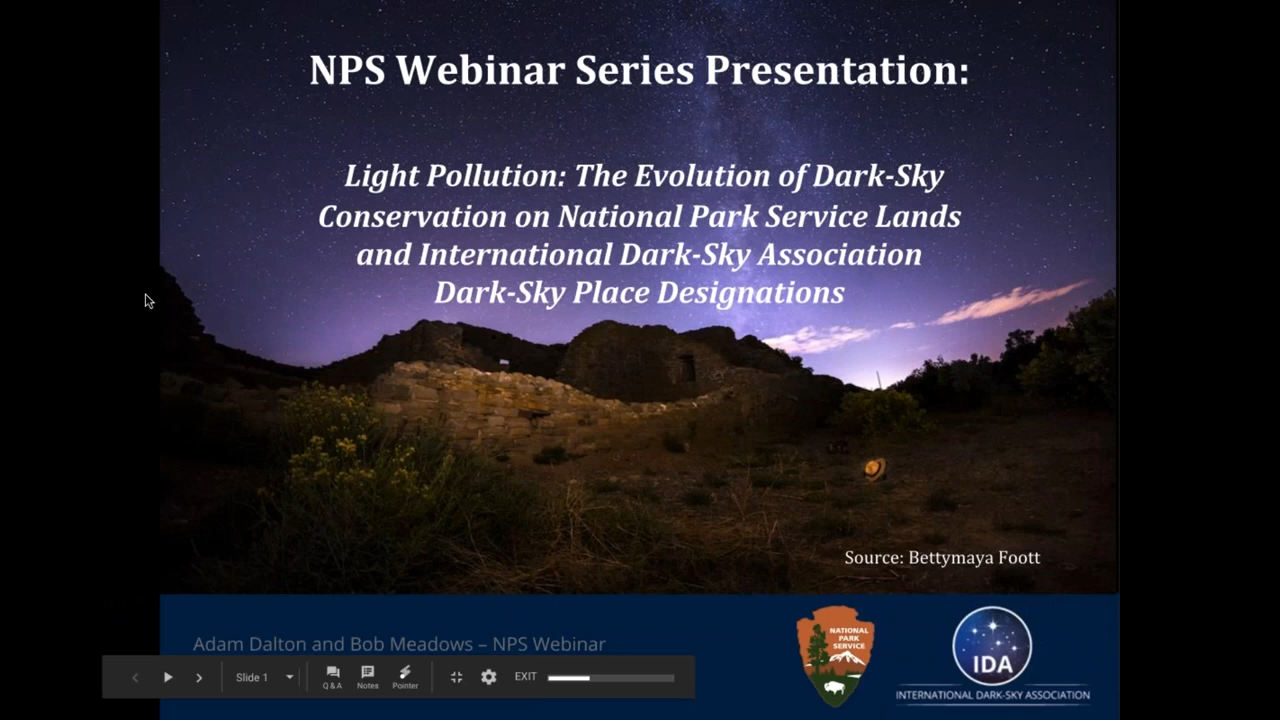 NPS Webinar Series Presentation:
Light Pollution: The Evolution of Dark-Sky
Conservation on National Park Service Lands
and International Dark-Sky Association
Dark-Sky Place Designations
Source: Bettymaya Foott
Adam Dalton and Bob Meadows – NPS Webinar
NATIONAL
PARK
SERVICE
IDA
INTERNATIONAL DARK-SKY ASSOCIATION
Slide 1
Q & A
Notes
Pointer
EXIT